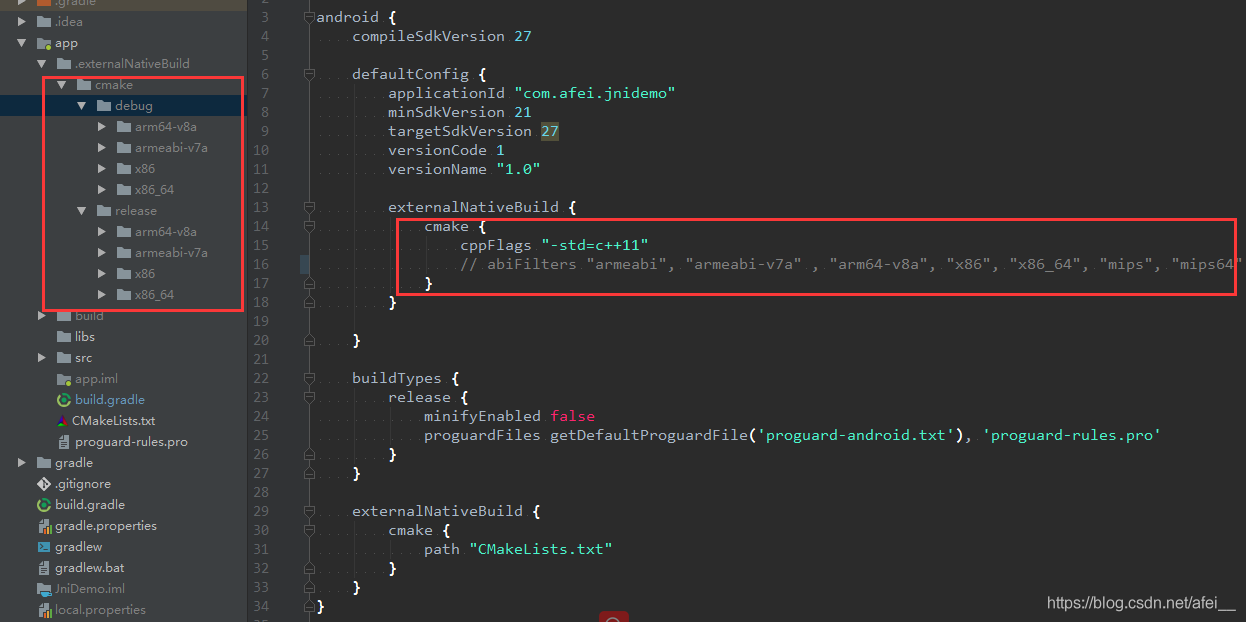 .gradle
.idea
app
.externalNativeBuild
cmake
debug
arm64-v8a
armeabi-v7a
x86
x86_64
release
arm64-v8a
armeabi-v7a
x86
x86_64
build
libs
src
app.iml
build.gradle
CMakeLists.txt
proguard-rules.pro
gradle
.gitignore
build.gradle
gradle.properties
gradlew
gradlew.bat
JniDemo.iml
local.properties
2
3 android {
4 compileSdkVersion 27
5
6 defaultConfig {
7 applicationId "com.afei.jnidemo"
8 minSdkVersion 21
9 targetSdkVersion 27
10 versionCode 1
11 versionName "1.0"
12
13 externalNativeBuild {
14 cmake {
15 cppFlags "-std=c++11"
16 // abiFilters "armeabi", "armeabi-v7a" , "arm64-v8a", "x86", "x86_64", "mips", "mips64"
17 }
18 }
19
20 }
21
22 buildTypes {
23 release {
24 minifyEnabled false
25 proguardFiles getDefaultProguardFile('proguard-android.txt'), 'proguard-rules.pro'
26 }
27 }
28
29 externalNativeBuild {
30 cmake {
31 path "CMakeLists.txt"
32 }
33 }
34 }
https://blog.csdn.net/afei__